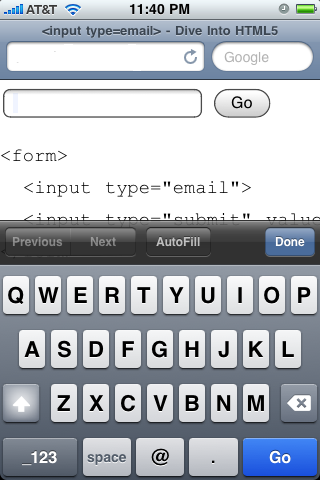 AT&T 11:40 PM
<input type=email> - Dive Into HTML5
Google
Go
<form>
<input type="email">
<input type="submit" value
Previous Next AutoFill Done
Q W E R T Y U I O P
A S D F G H J K L
Z X C V B N M
_123 space @ . Go